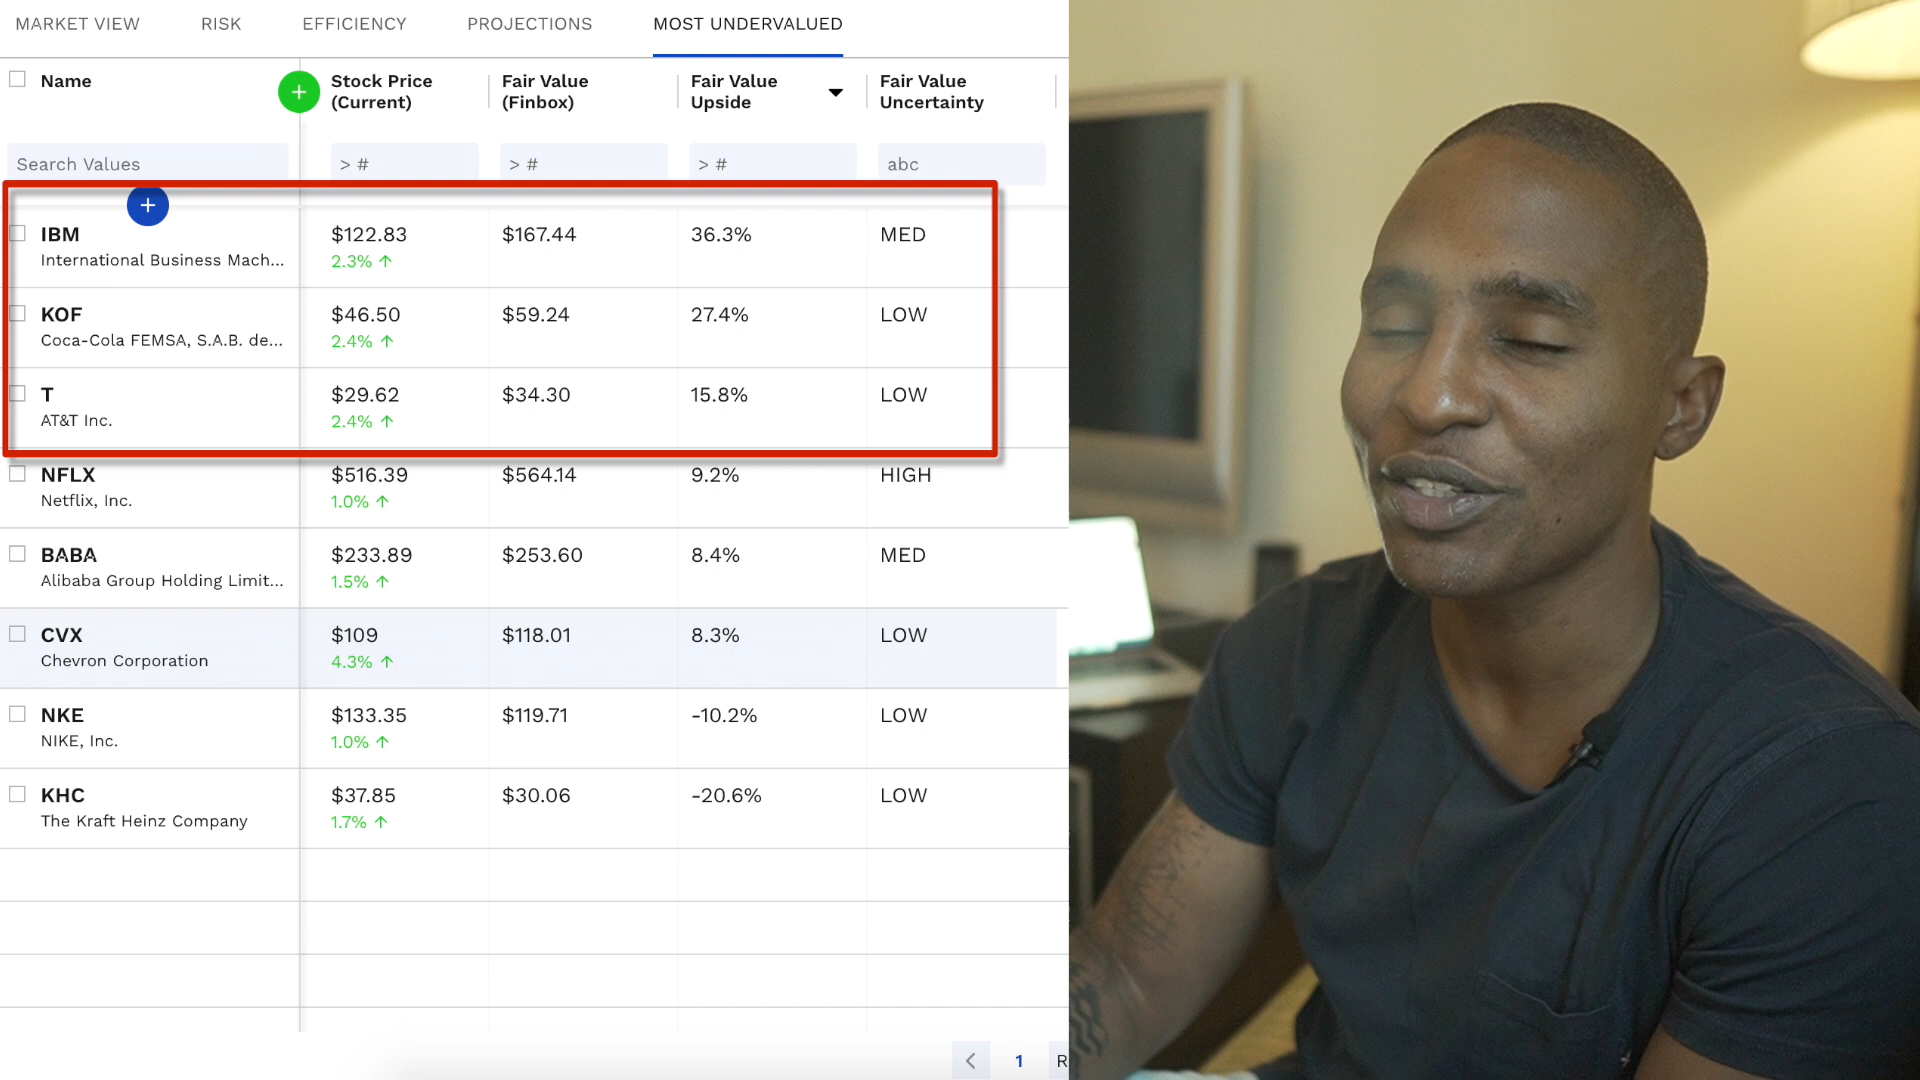 MARKET VIEW RISK EFFICIENCY PROJECTIONS MOST UNDERVALUED
Name + Stock Price (Current) Fair Value (Finbox) Fair Value Upside Fair Value Uncertainty
Search Values > # > # > # abc
+
IBM $122.83 $167.44 36.3% MED
International Business Mach... 2.3% ↑
KOF $46.50 $59.24 27.4% LOW
Coca-Cola FEMSA, S.A.B. de... 2.4% ↑
T $29.62 $34.30 15.8% LOW
AT&T Inc. 2.4% ↑
NFLX $516.39 $564.14 9.2% HIGH
Netflix, Inc. 1.0% ↑
BABA $233.89 $253.60 8.4% MED
Alibaba Group Holding Limit... 1.5% ↑
CVX $109 $118.01 8.3% LOW
Chevron Corporation 4.3% ↑
NKE $133.35 $119.71 -10.2% LOW
NIKE, Inc. 1.0% ↑
KHC $37.85 $30.06 -20.6% LOW
The Kraft Heinz Company 1.7% ↑
< 1 R